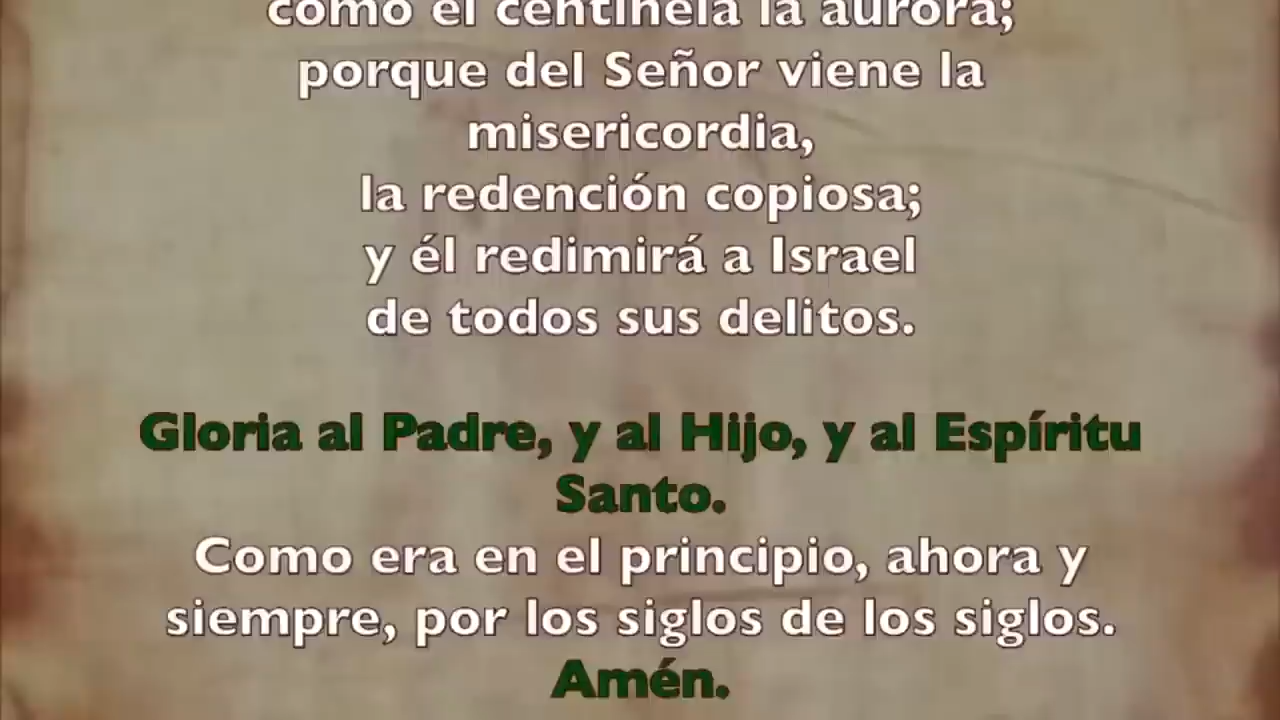 como el centinela la aurora;
porque del Señor viene la
misericordia,
la redención copiosa;
y él redimirá a Israel
de todos sus delitos.
Gloria al Padre, y al Hijo, y al Espíritu
Santo.
Como era en el principio, ahora y
siempre, por los siglos de los siglos.
Amén.